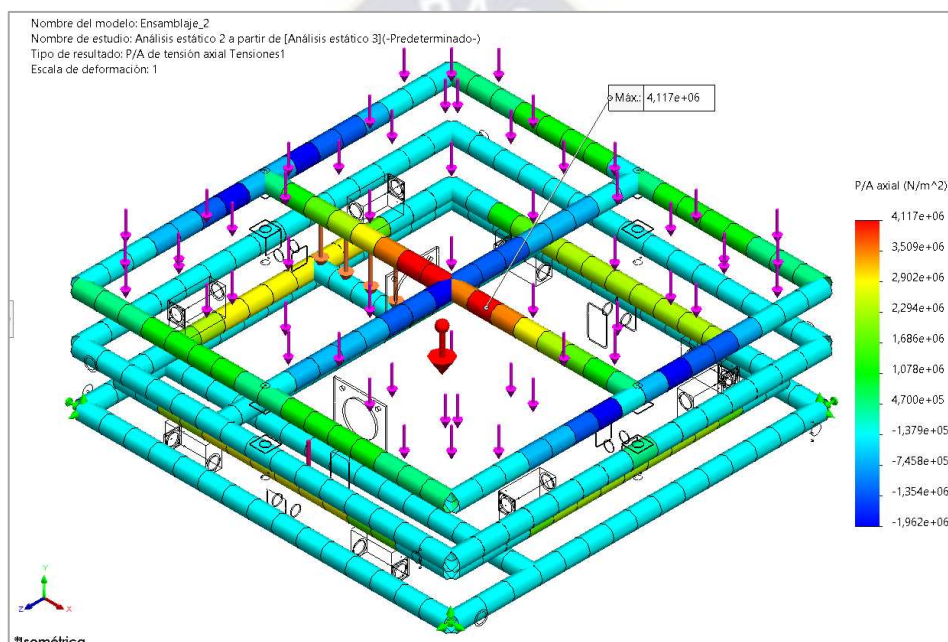 Nombre del modelo: Ensamblaje_2
Nombre de estudio: Análisis estático 2 a partir de [Análisis estático 3](-Predeterminado-)
Tipo de resultado: P/A de tensión axial Tensiones1
Escala de deformación: 1
Máx.: 4,117e+06
P/A axial (N/m^2)
4,117e+06
3,509e+06
2,902e+06
2,294e+06
1,686e+06
1,078e+06
4,700e+05
-1,379e+05
-7,458e+05
-1,354e+06
-1,962e+06
Y
Z
X
*Isométrica